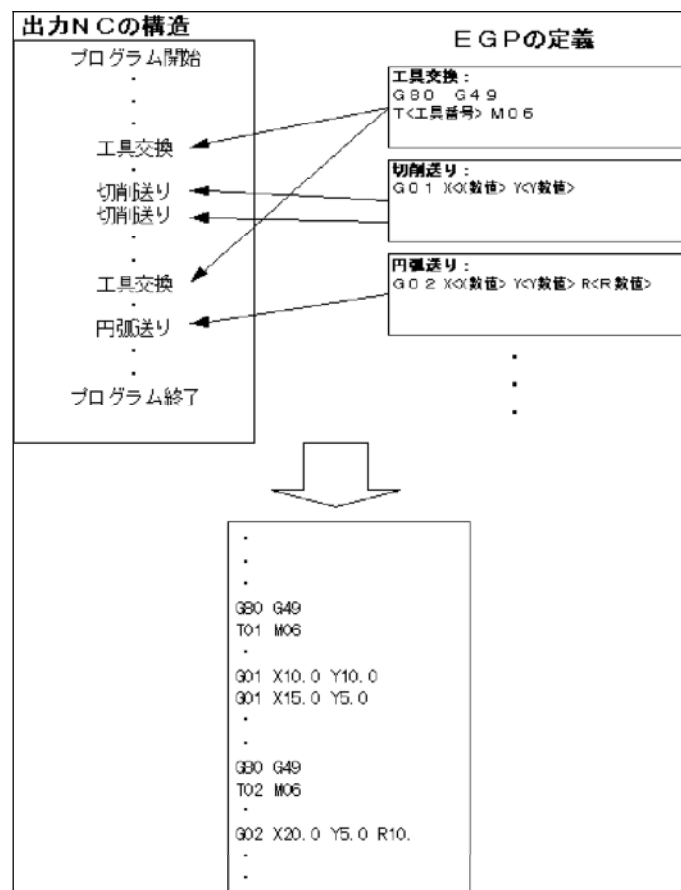 出力ＮＣの構造
プログラム開始
・
・
・
工具交換
・
切削送り
切削送り
・
・
工具交換
・
円弧送り
・
・
プログラム終了
ＥＧＰの定義
工具交換：
Ｇ８０　Ｇ４９
T<工具番号> Ｍ０６
切削送り：
Ｇ０１ X<X数値> Y<Y数値>
円弧送り：
Ｇ０２ X<X数値> Y<Y数値> R<R数値>
・
・
・
・
・
・
G80 G49
T01 M06
・
G01 X10.0 Y10.0
G01 X15.0 Y5.0
・
・
G80 G49
T02 M06
・
G02 X20.0 Y5.0 R10.
・
・